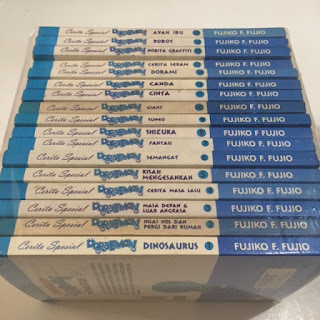 Cerita Spesial DORAEMON AYAH IBU FUJIKO F. FUJIO
Cerita Spesial DORAEMON ROBOT FUJIKO F. FUJIO
Cerita Spesial DORAEMON NOBITA GRAFFITI FUJIKO F. FUJIO
Cerita Spesial DORAEMON CERITA SERAM FUJIKO F. FUJIO
Cerita Spesial DORAEMON DORAMI FUJIKO F. FUJIO
Cerita Spesial DORAEMON CANDA FUJIKO F. FUJIO
Cerita Spesial DORAEMON CINTA FUJIKO F. FUJIO
Cerita Spesial DORAEMON GIANT FUJIKO F. FUJIO
Cerita Spesial DORAEMON SUNEO FUJIKO F. FUJIO
Cerita Spesial DORAEMON SHIZUKA FUJIKO F. FUJIO
Cerita Spesial DORAEMON FANTASI FUJIKO F. FUJIO
Cerita Spesial DORAEMON SEMANGAT FUJIKO F. FUJIO
Cerita Spesial DORAEMON KISAH MENGESANKAN FUJIKO F. FUJIO
Cerita Spesial DORAEMON CERITA MASA LALU FUJIKO F. FUJIO
Cerita Spesial DORAEMON MASA DEPAN & LUAR ANGKASA FUJIKO F. FUJIO
Cerita Spesial DORAEMON NILAI NOL DAN PERGI DARI RUMAH FUJIKO F. FUJIO
Cerita Spesial DORAEMON DINOSAURUS 1 FUJIKO F. FUJIO